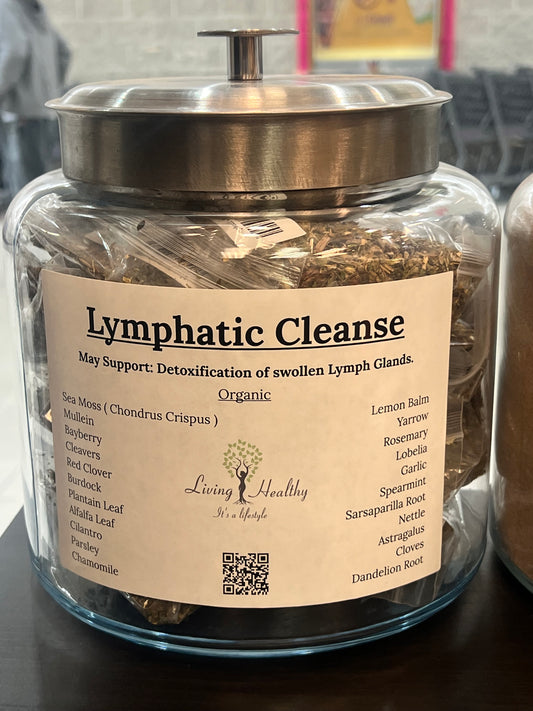 Lymphatic Cleanse
May Support: Detoxification of swollen Lymph Glands.
Organic
Sea Moss ( Chondrus Crispus )
Mullein
Bayberry
Cleavers
Red Clover
Burdock
Plantain Leaf
Alfalfa Leaf
Cilantro
Parsley
Chamomile
Lemon Balm
Yarrow
Rosemary
Lobelia
Garlic
Spearmint
Sarsaparilla Root
Nettle
Astragalus
Cloves
Dandelion Root
Living Healthy
It's a lifestyle